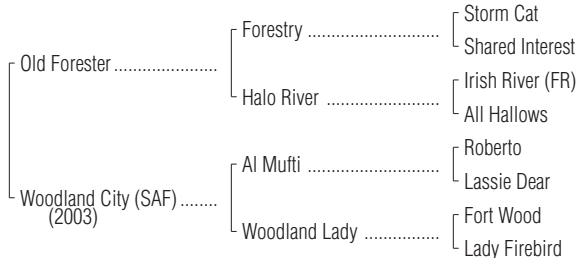 Storm Cat
Forestry ..........................
Shared Interest
Old Forester .....................
Irish River (FR)
Halo River ........................
All Hallows
Roberto
Al Mufti ..........................
Lassie Dear
Woodland City (SAF) ........
(2003)
Fort Wood
Woodland Lady ...............
Lady Firebird